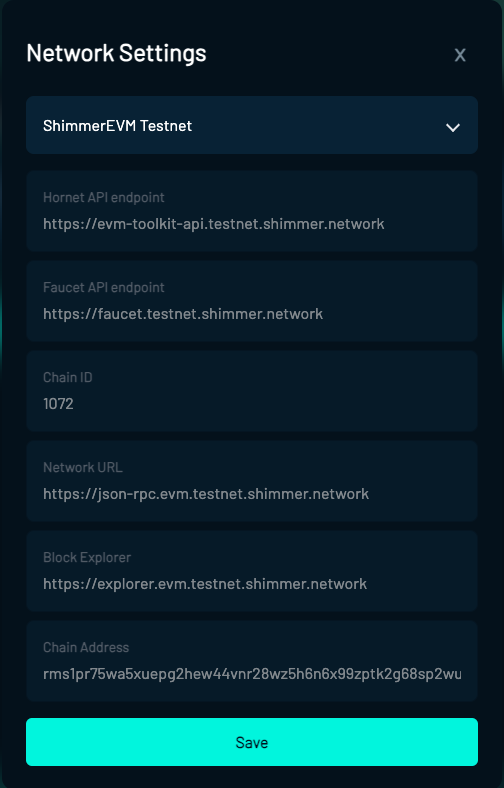 Network Settings
X
ShimmerEVM Testnet
Hornet API endpoint
https://evm-toolkit-api.testnet.shimmer.network
Faucet API endpoint
https://faucet.testnet.shimmer.network
Chain ID
1072
Network URL
https://json-rpc.evm.testnet.shimmer.network
Block Explorer
https://explorer.evm.testnet.shimmer.network
Chain Address
rms1pr75wa5xuepg2hew44vnr28wz5h6n6x99zptk2g68sp2wu
Save